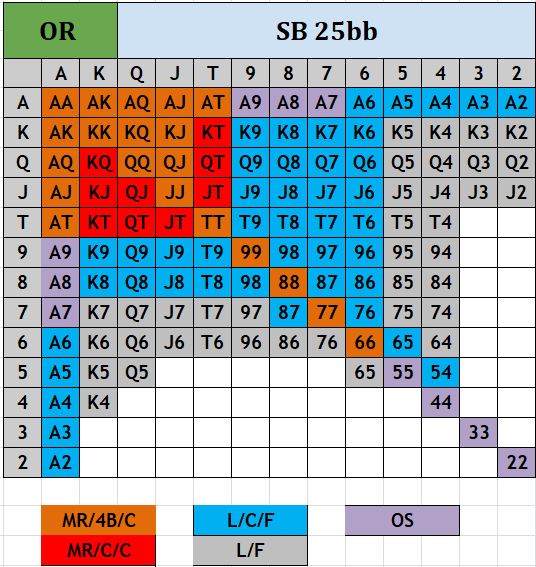 OR SB 25bb
A K Q J T 9 8 7 6 5 4 3 2
A AA AK AQ AJ AT A9 A8 A7 A6 A5 A4 A3 A2
K AK KK KQ KJ KT K9 K8 K7 K6 K5 K4 K3 K2
Q AQ KQ QQ QJ QT Q9 Q8 Q7 Q6 Q5 Q4 Q3 Q2
J AJ KJ QJ JJ JT J9 J8 J7 J6 J5 J4 J3 J2
T AT KT QT JT TT T9 T8 T7 T6 T5 T4
9 A9 K9 Q9 J9 T9 99 98 97 96 95 94
8 A8 K8 Q8 J8 T8 98 88 87 86 85 84
7 A7 K7 Q7 J7 T7 97 87 77 76 75 74
6 A6 K6 Q6 J6 T6 96 86 76 66 65 64
5 A5 K5 Q5 65 55 54
4 A4 K4 44
3 A3 33
2 A2 22
MR/4B/C L/C/F OS
MR/C/C L/F